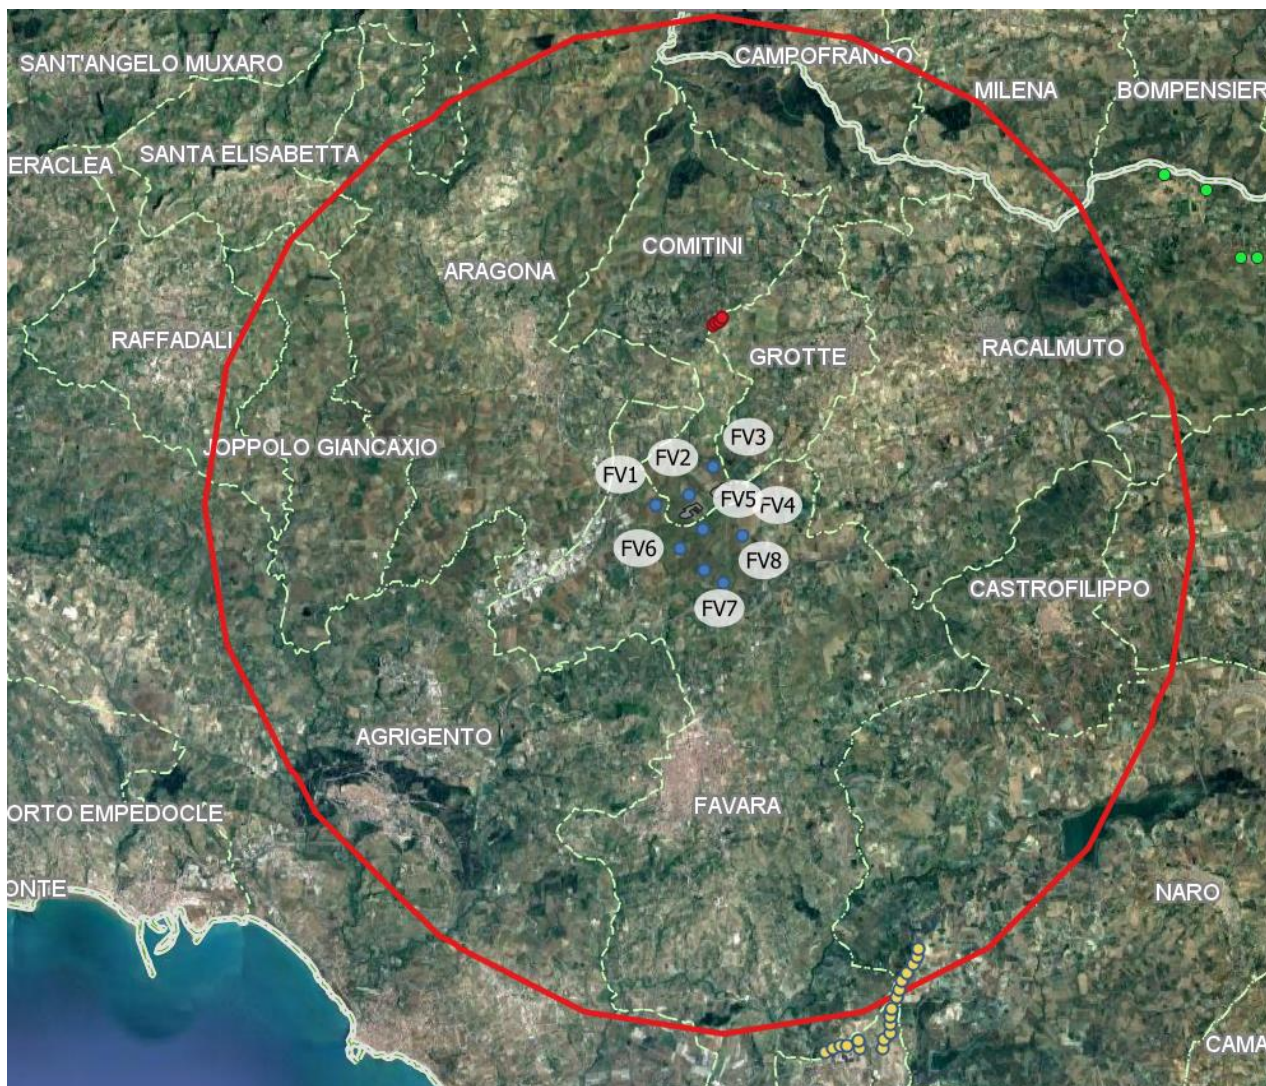 CAMPOFRANCO
SANT'ANGELO MUXARO
MILENA
BOMPENSIER
SANTA ELISABETTA
ERACLEA
COMITINI
ARAGONA
RAFFADALI
GROTTE
RACALMUTO
JOPPOLO GIANCAXIO
FV3
FV2
FV1
FV5
FV4
FV6
FV8
CASTROFILIPPO
FV7
AGRIGENTO
FAVARA
ORTO EMPEDOCLE
ONTE
NARO
CAMA